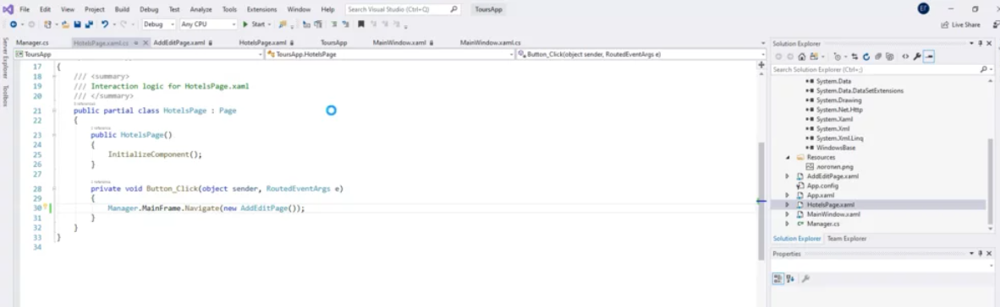 File Edit View Git Project Build Debug Test Analyze Tools Extensions Window Help Search Visual Studio (Ctrl+Q) ToursApp ЕГ
Debug Any CPU Start Live Share
Manager.cs HotelsPage.xaml.cs AddEditPage.xaml HotelsPage.xaml ToursApp MainWindow.xaml MainWindow.xaml.cs
ToursApp ToursApp.HotelsPage Button_Click(object sender, RoutedEventArgs e)
Server Explorer
Toolbox
17 {
18 /// <summary>
19 /// Interaction logic for HotelsPage.xaml
20 /// </summary>
21 public partial class HotelsPage : Page
22 {
1 reference
23 public HotelsPage()
24 {
25 InitializeComponent();
26 }
27
1 reference
28 private void Button_Click(object sender, RoutedEventArgs e)
29 {
30 Manager.MainFrame.Navigate(new AddEditPage());
31 }
32 }
33 }
34
Solution Explorer
Search Solution Explorer (Ctrl+;)
System.Data
System.Data.DataSetExtensions
System.Drawing
System.Net.Http
System.Xaml
System.Xml
System.Xml.Linq
WindowsBase
Resources
логопед.png
AddEditPage.xaml
App.config
App.xaml
HotelsPage.xaml
MainWindow.xaml
Manager.cs
Solution Explorer Team Explorer
Properties